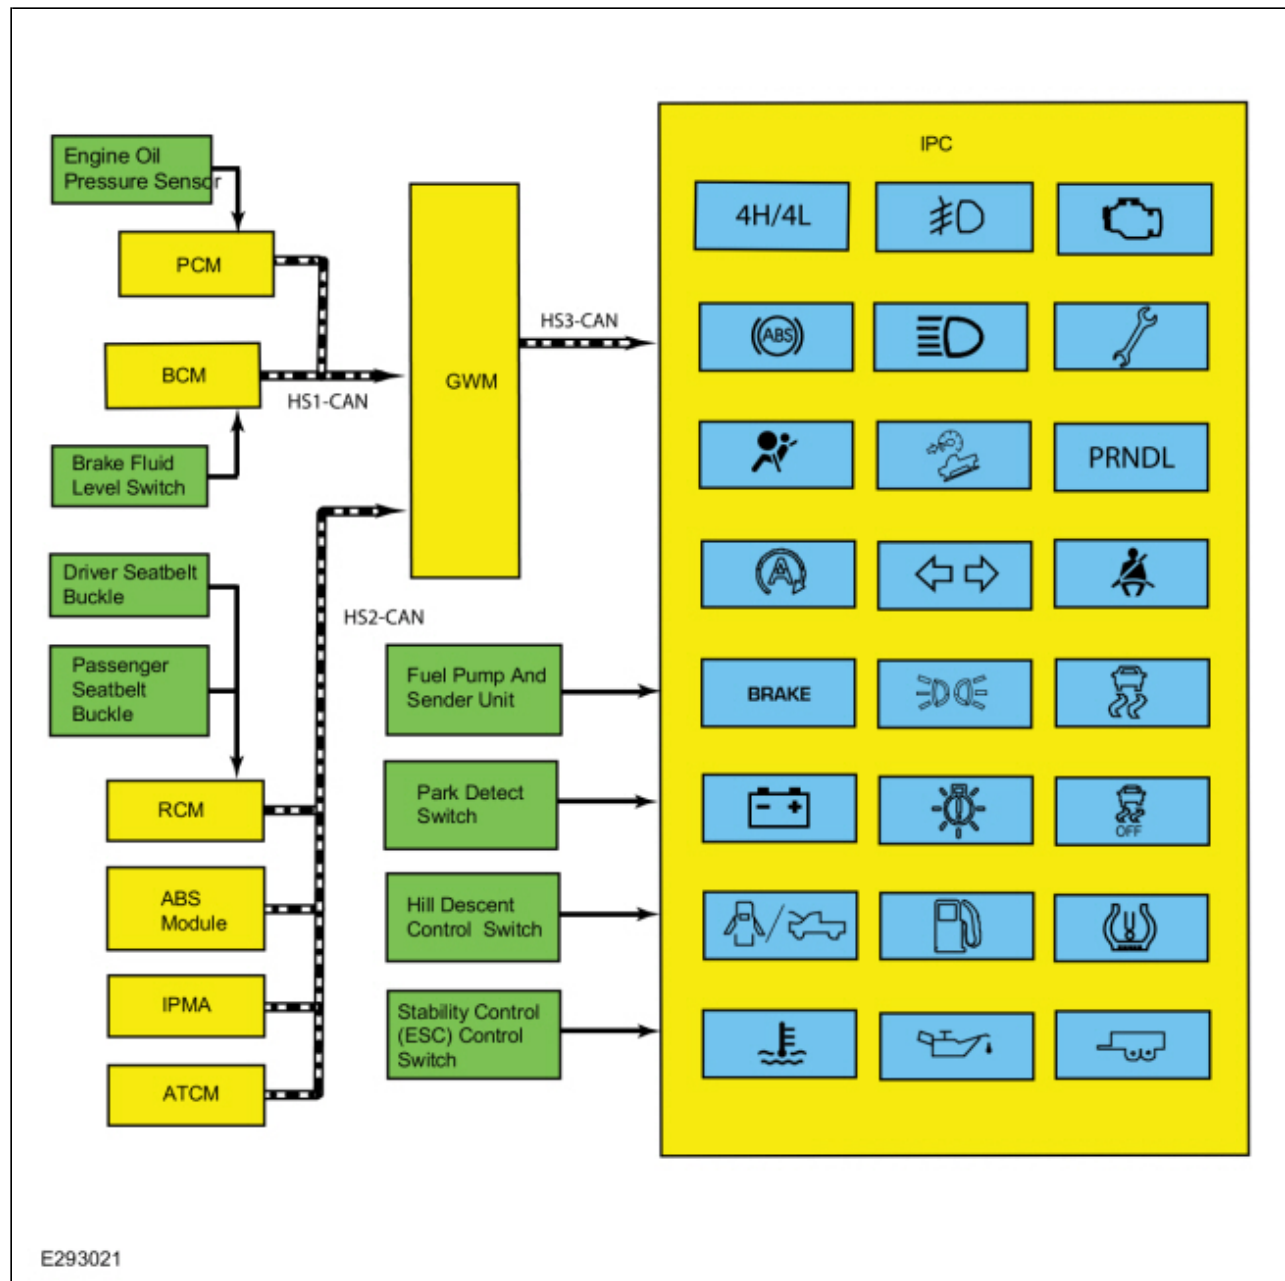 Engine Oil
Pressure Sensor
PCM
BCM
HS1-CAN
Brake Fluid
Level Switch
GWM
HS3-CAN
Driver Seatbelt
Buckle
Passenger
Seatbelt
Buckle
HS2-CAN
RCM
ABS
Module
IPMA
ATCM
Fuel Pump And
Sender Unit
Park Detect
Switch
Hill Descent
Control Switch
Stability Control
(ESC) Control
Switch
IPC
4H/4L
ABS
PRNDL
A
BRAKE
OFF
E293021